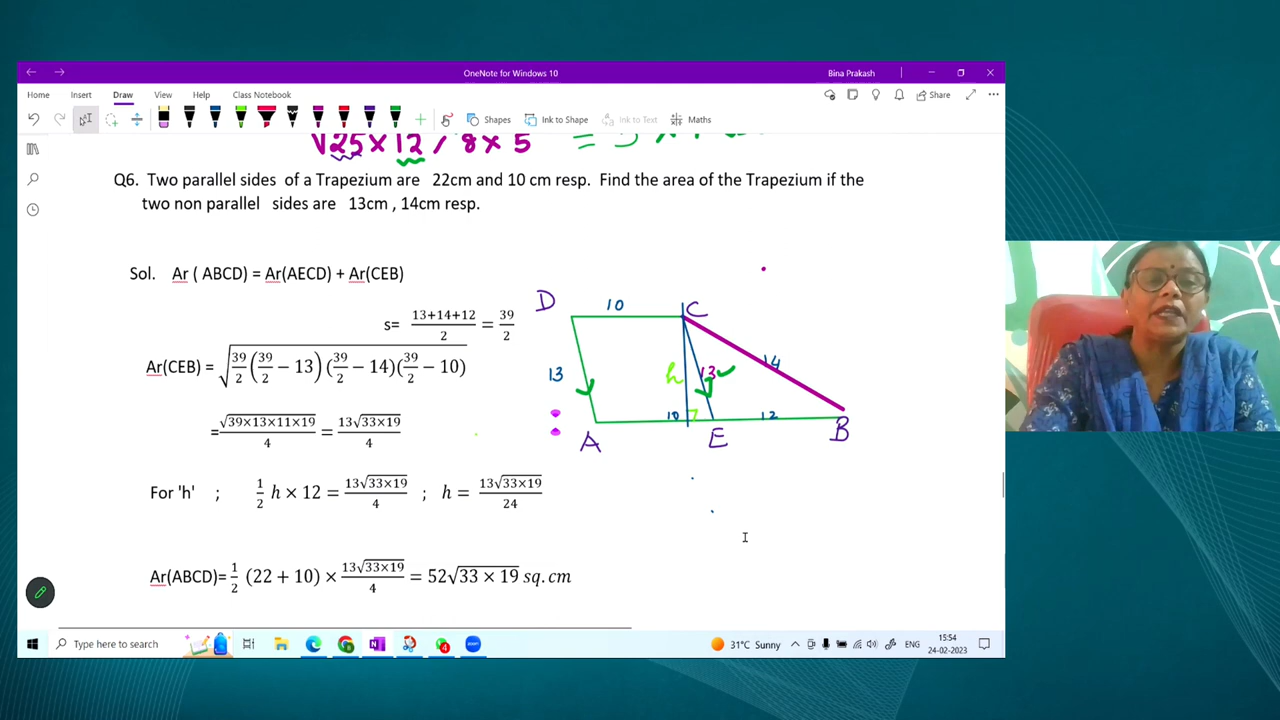 OneNote for Windows 10
Bina Prakash
Home Insert Draw View Help Class Notebook
Share
Shapes Ink to Shape Ink to Text Maths
√25 × 12 / 8 × 5
Q6. Two parallel sides of a Trapezium are 22cm and 10 cm resp. Find the area of the Trapezium if the
two non parallel sides are 13cm , 14cm resp.
Sol. Ar ( ABCD) = Ar(AECD) + Ar(CEB)
s= (13+14+12)/2 = 39/2
Ar(CEB) = √(39/2 (39/2 − 13) (39/2 − 14)(39/2 − 10))
= √(39×13×11×19)/4 = 13√(33×19)/4
For 'h' ; 1/2 h × 12 = 13√(33×19)/4 ; h = 13√(33×19)/24
Ar(ABCD)= 1/2 (22 + 10) × 13√(33×19)/4 = 52√(33 × 19) sq.cm
D 10 C
13 h 13 14
10 12
A E B
Type here to search
4
31°C Sunny
ENG
15:54
24-02-2023